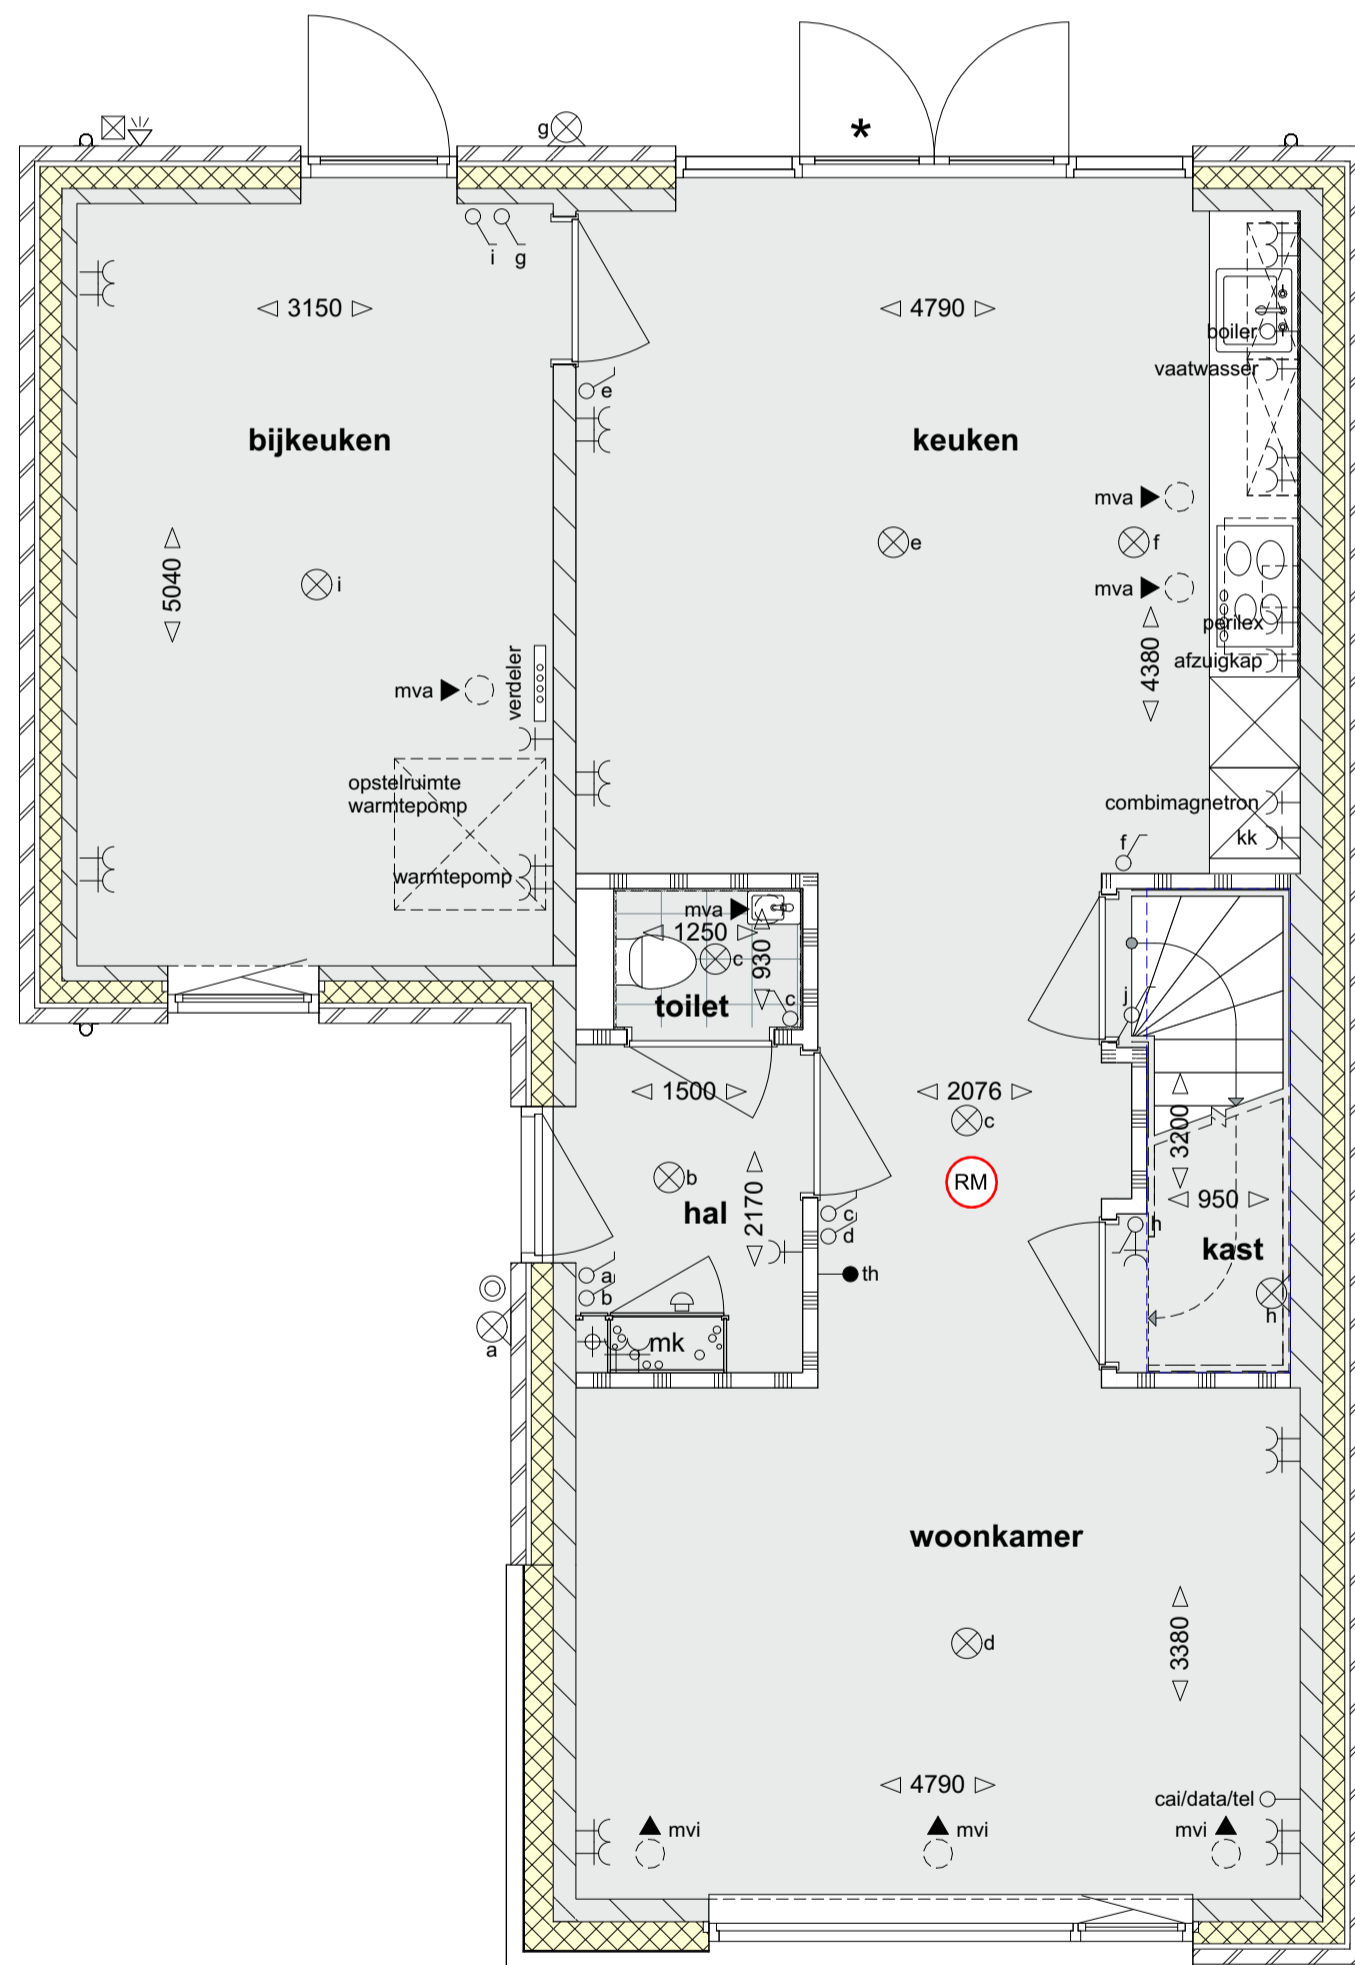 g
*
i g
3150
4790
boiler
vaatwasser
e
bijkeuken
keuken
mva
e
f
i
mva
5040
perilex
4380
afzuigkap
verdeler
mva
opstelruimte
warmtepomp
combimagnetron
kk
f
warmtepomp
mva
1250
930
c
toilet
c
j
1500
2076
c
3200
b
RM
950
hal
2170
c
d
h
kast
a
th
b
h
mk
a
woonkamer
d
3380
4790
cai/data/tel
mvi
mvi
mvi